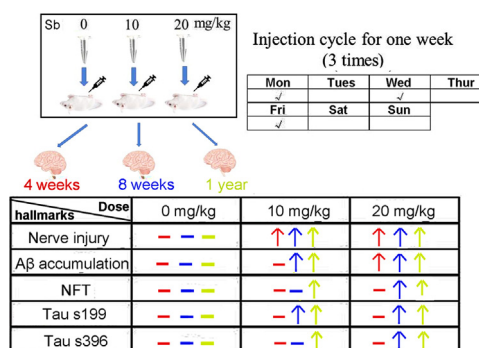 Sb 0 10 20 mg/kg
Injection cycle for one week
(3 times)
Mon Tues Wed Thur
✓ ✓
Fri Sat Sun
✓
4 weeks 8 weeks 1 year
hallmarks Dose 0 mg/kg 10 mg/kg 20 mg/kg
Nerve injury − − − ↑ ↑ ↑ ↑ ↑ ↑
Aβ accumulation − − − − ↑ ↑ ↑ ↑ ↑
NFT − − − − − ↑ − ↑ ↑
Tau s199 − − − − ↑ ↑ − ↑ ↑
Tau s396 − − − − − ↑ − ↑ ↑